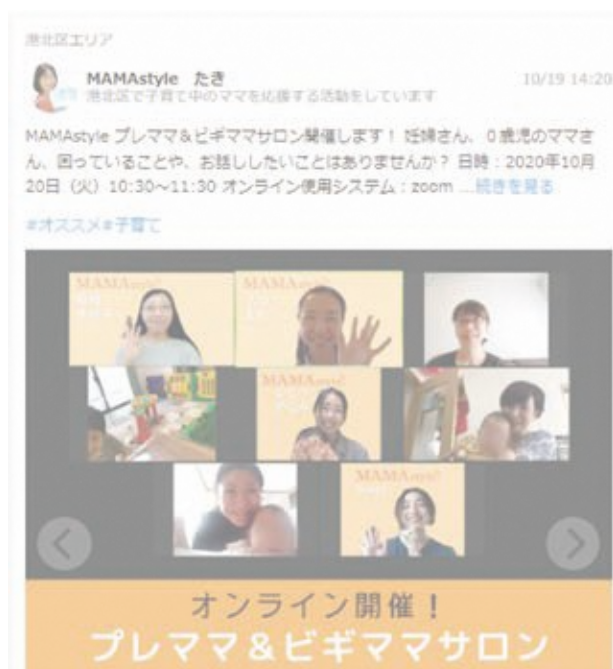 港北区エリア
MAMAstyle たき
10/19 14:20
港北区で子育て中のママを応援する活動をしています
MAMAstyle プレママ＆ビギママサロン開催します！ 妊婦さん、０歳児のママさ
ん、困っていることや、お話ししたいことはありませんか？ 日時：2020年10月
20日（火）10:30～11:30 オンライン使用システム：zoom ...続きを見る
#オススメ#子育て
MAMAstyle
MAMAstyle
MAMAstyle
MAMAstyle
オンライン開催！
プレママ＆ビギママサロン